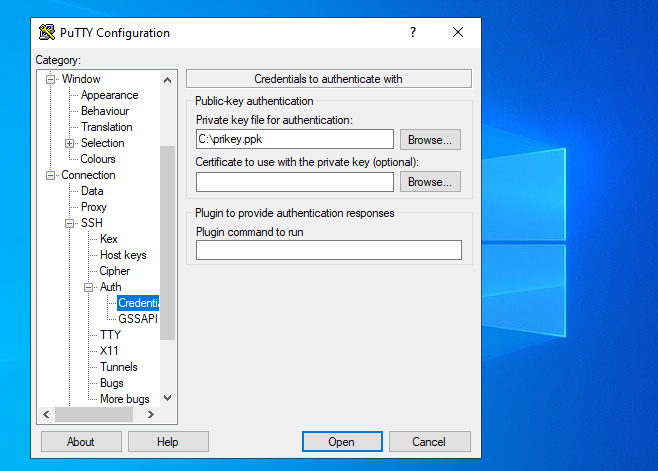 PuTTY Configuration
Category:
Window
Appearance
Behaviour
Translation
Selection
Colours
Connection
Data
Proxy
SSH
Kex
Host keys
Cipher
Auth
Credentia
GSSAPI
TTY
X11
Tunnels
Bugs
More bugs
Credentials to authenticate with
Public-key authentication
Private key file for authentication:
C:\prikey.ppk
Browse...
Certificate to use with the private key (optional):
Browse...
Plugin to provide authentication responses
Plugin command to run
About
Help
Open
Cancel